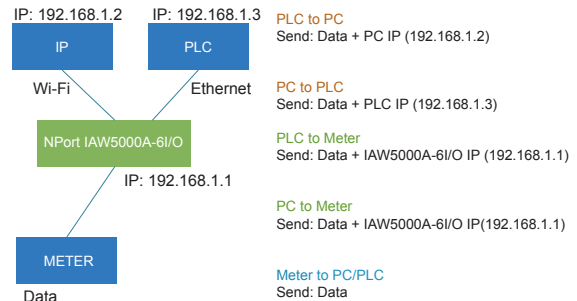 IP: 192.168.1.2
IP: 192.168.1.3
IP
PLC
Wi-Fi
Ethernet
NPort IAW5000A-6I/O
IP: 192.168.1.1
METER
Data
PLC to PC
Send: Data + PC IP (192.168.1.2)
PC to PLC
Send: Data + PLC IP (192.168.1.3)
PLC to Meter
Send: Data + IAW5000A-6I/O IP (192.168.1.1)
PC to Meter
Send: Data + IAW5000A-6I/O IP(192.168.1.1)
Meter to PC/PLC
Send: Data